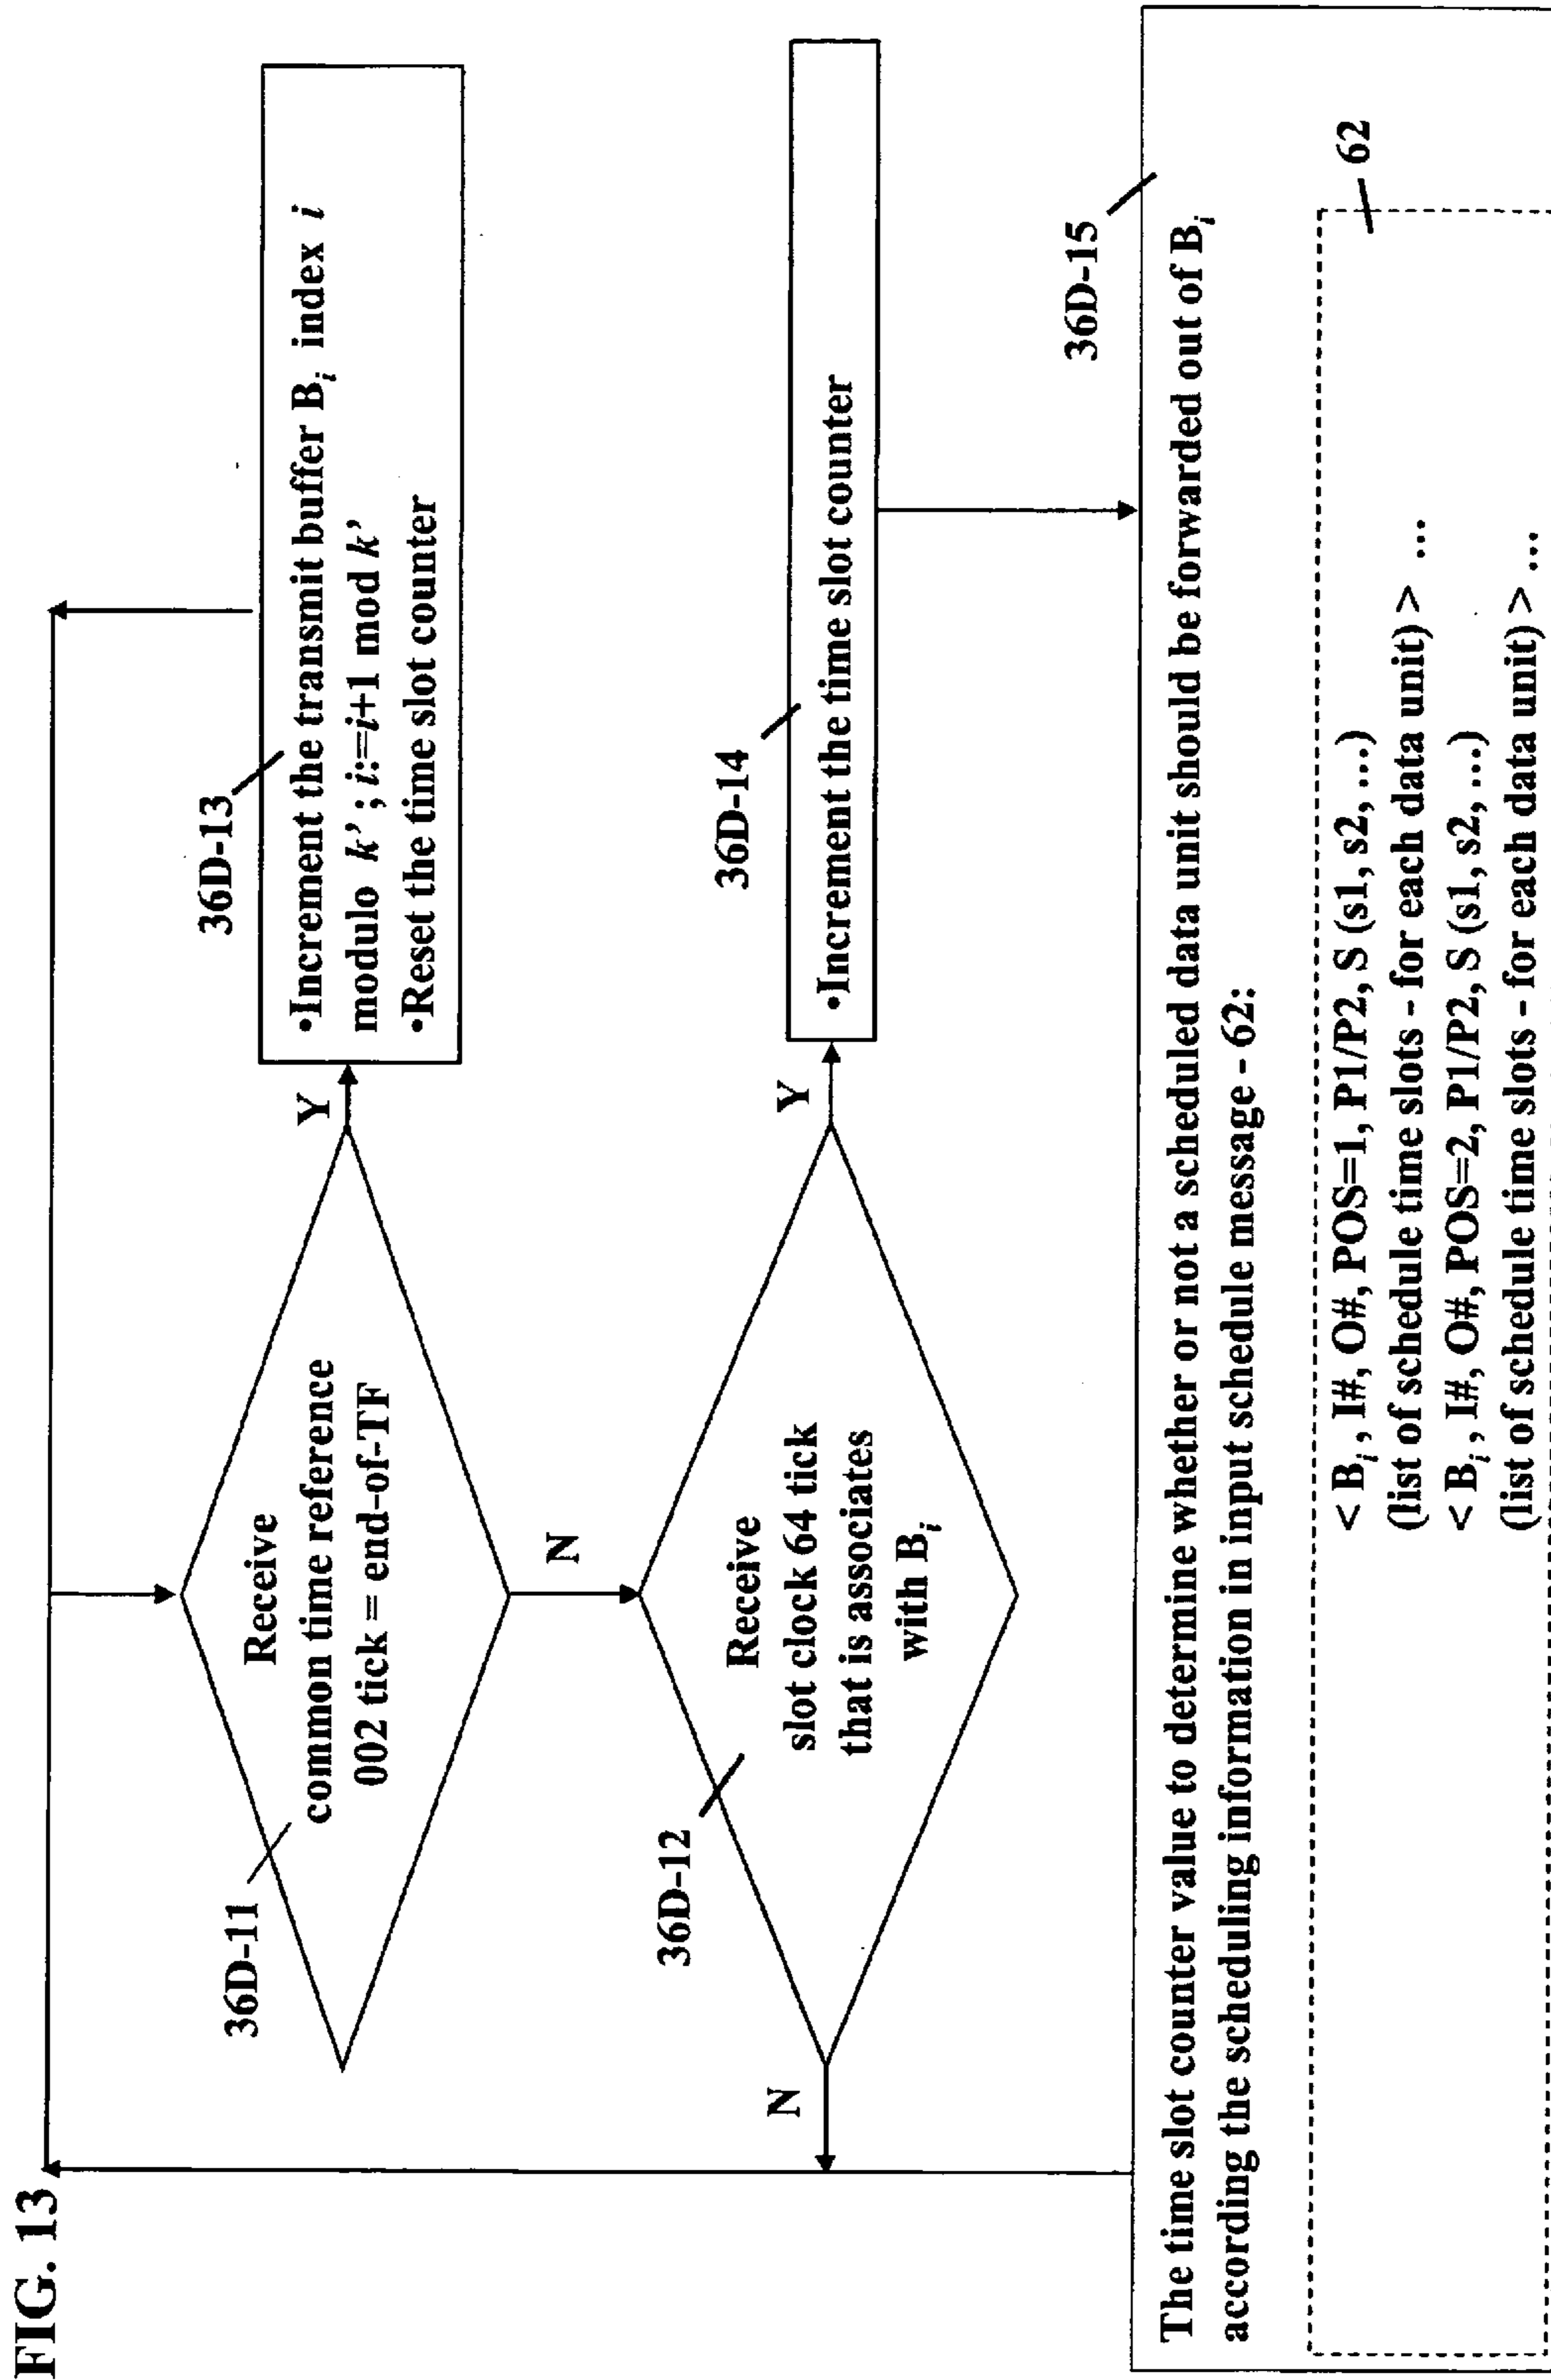 FIG. 13
36D-11
Receive
common time reference
002 tick = end-of-TF
Y
36D-13
•Increment the transmit buffer Bi index i
modulo k’ ; i:=i+1 mod k’
•Reset the time slot counter
N
36D-12
Receive
slot clock 64 tick
that is associates
with Bi
N
Y
36D-14
•Increment the time slot counter
36D-15
The time slot counter value to determine whether or not a scheduled data unit should be forwarded out of Bi
according the scheduling information in input schedule message - 62:
62
< Bi , I#, O#, POS=1, P1/P2, S (s1, s2, ...)
(list of schedule time slots - for each data unit) > ...
< Bi , I#, O#, POS=2, P1/P2, S (s1, s2, ...)
(list of schedule time slots - for each data unit) > ...